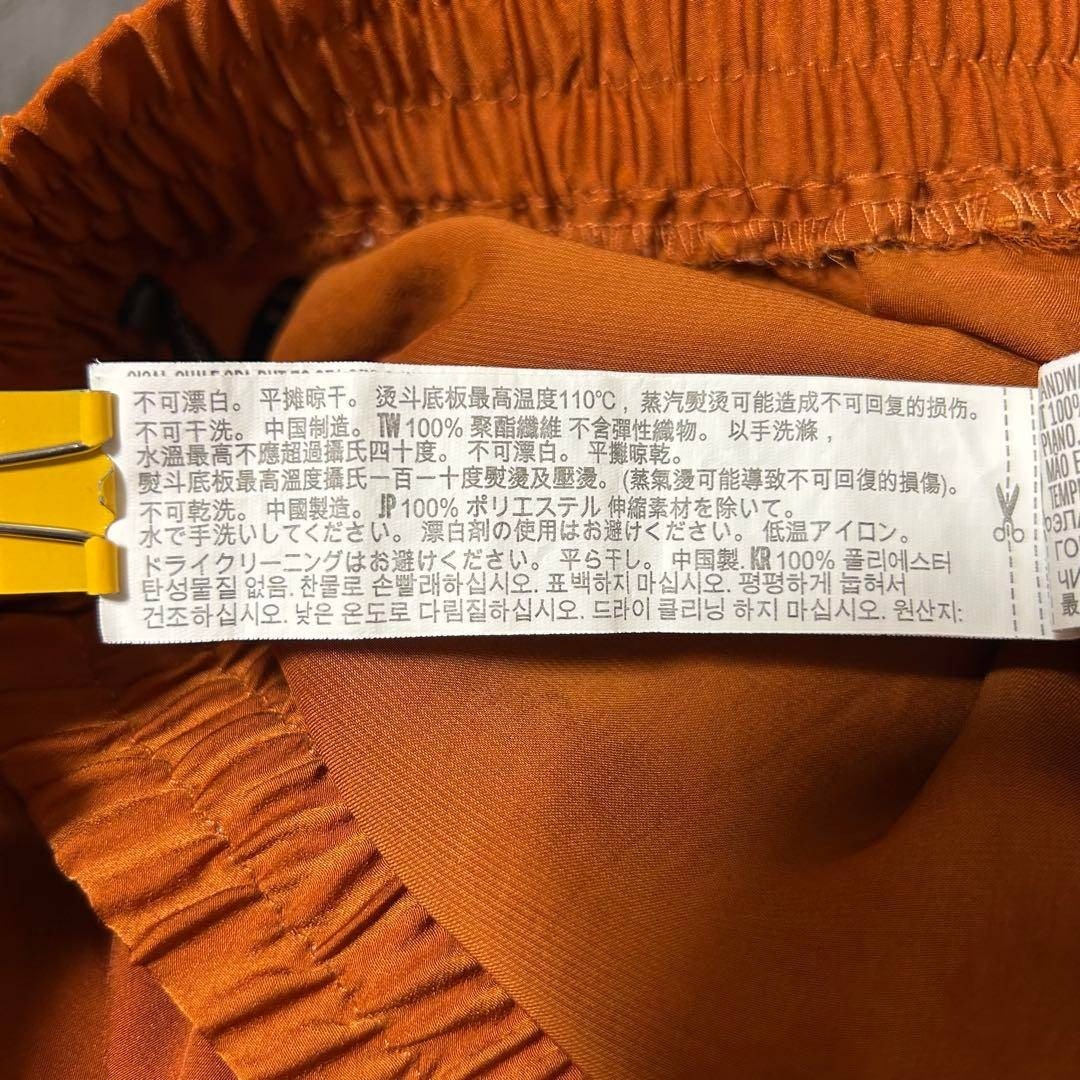 不可漂白。 平摊晾干。 烫斗底板最高温度110℃, 蒸汽熨烫可能造成不可回复的损伤。
不可干洗。 中国制造。 TW 100% 聚酯纖維 不含彈性織物。 以手洗滌,
水溫最高不應超過攝氏四十度。 不可漂白。 平攤晾乾。
熨斗底板最高溫度攝氏一百一十度熨燙及壓燙。(蒸氣燙可能導致不可回復的損傷)。
不可乾洗。 中國製造。 JP 100% ポリエステル 伸縮素材を除いて。
水で手洗いしてください。 漂白剤の使用はお避けください。 低温アイロン。
ドライクリーニングはお避けください。 平ら干し。 中国製. KR 100% 폴리에스터
탄성물질 없음. 찬물로 손빨래하십시오. 표백하지 마십시오. 평평하게 눕혀서
건조하십시오. 낮은 온도로 다림질하십시오. 드라이 클리닝 하지 마십시오. 원산지:
ANDWA
100%
PIANO.
MAO F
TEMP
ГО
ЧИ
最